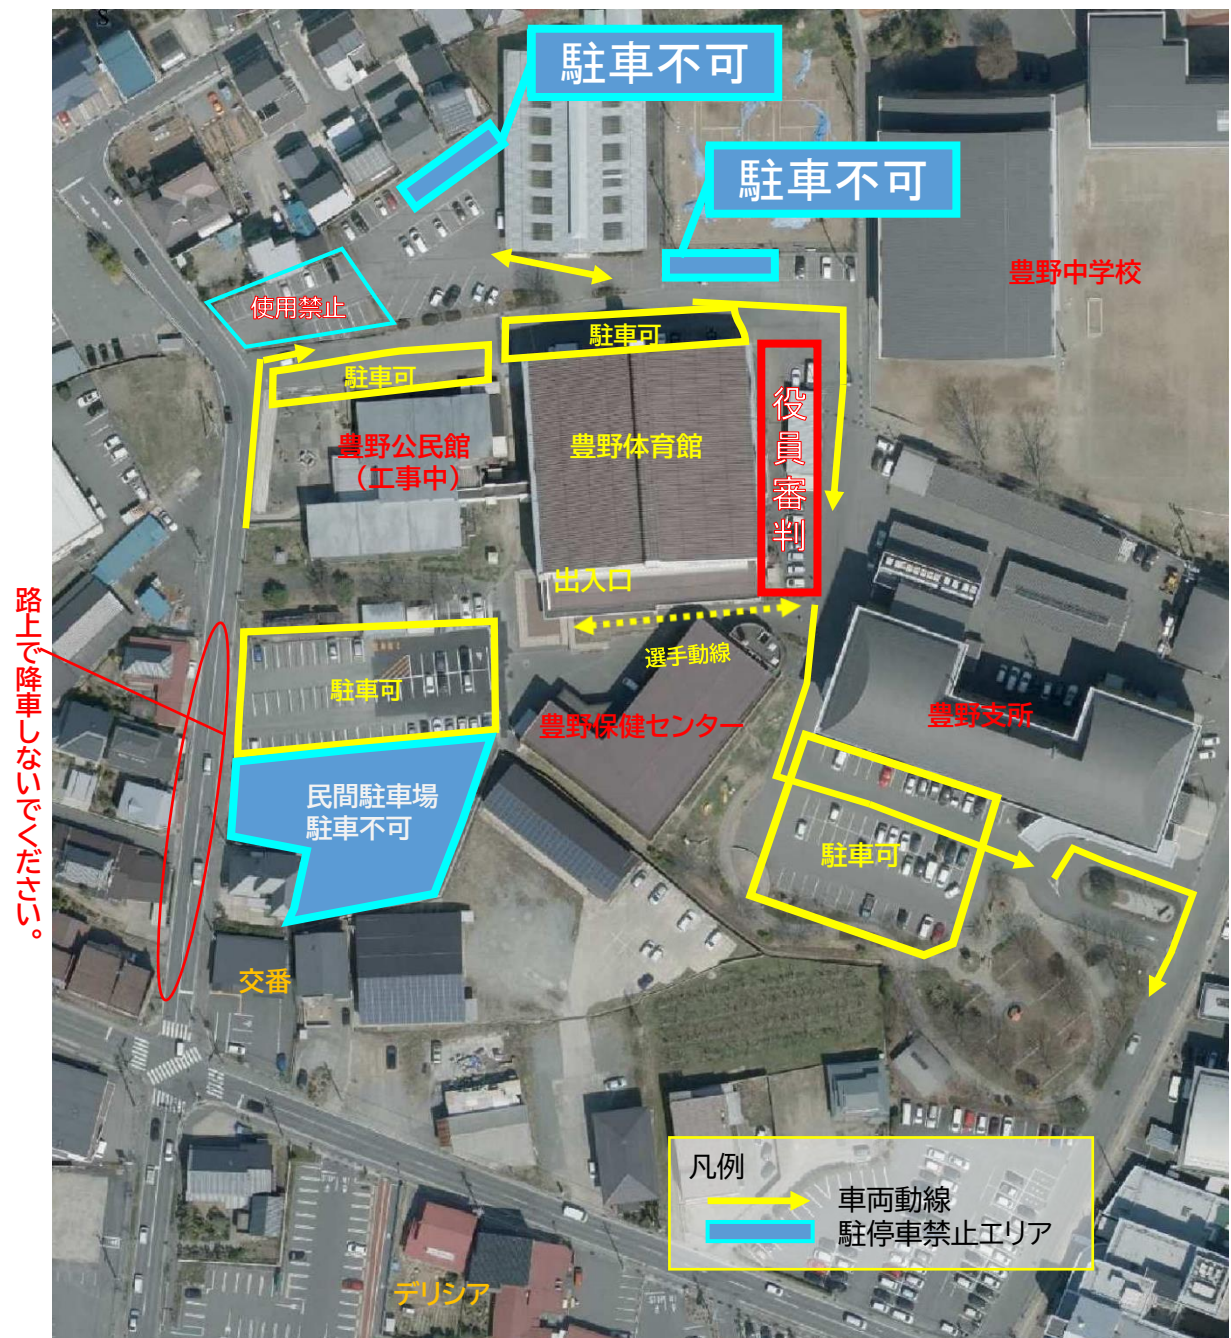 S
駐車不可
駐車不可
豊野中学校
使用禁止
駐車可
駐車可
役員審判
豊野公民館
（工事中）
豊野体育館
出入口
路上で降車しないでください。
選手動線
駐車可
豊野保健センター
豊野支所
民間駐車場
駐車不可
駐車可
交番
凡例
車両動線
駐停車禁止エリア
デリシア